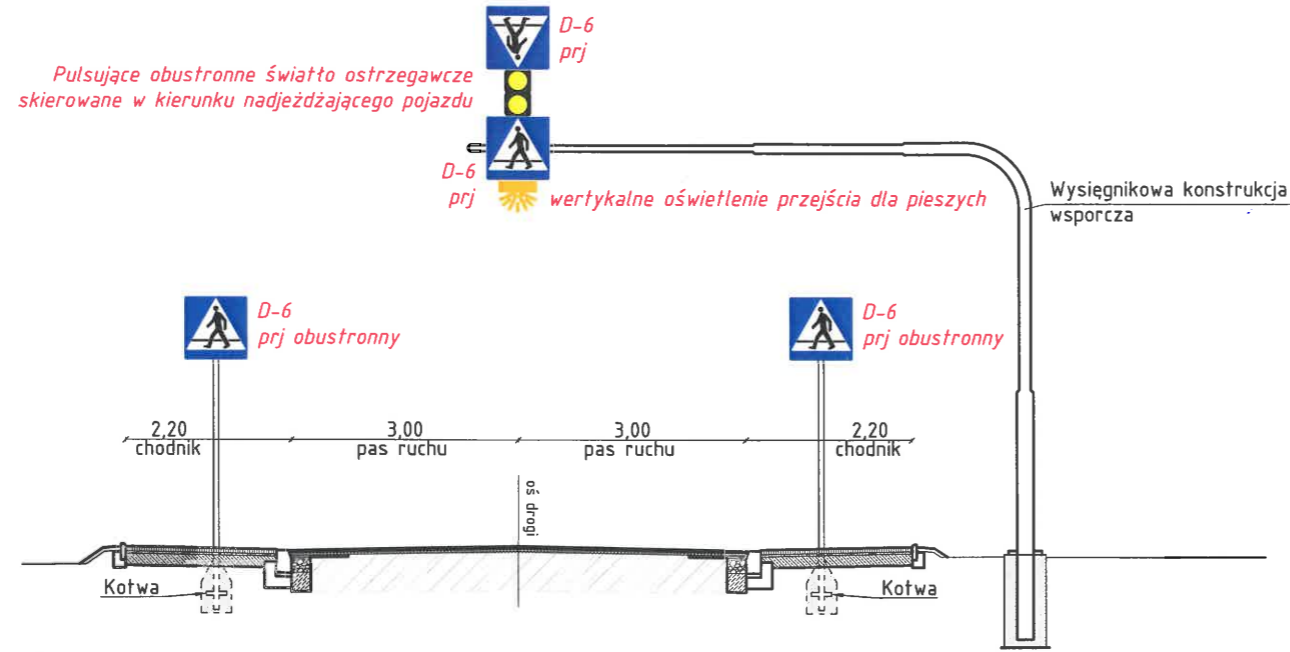 D-6
prj
Pulsujące obustronne światło ostrzegawcze
skierowane w kierunku nadjeżdżającego pojazdu
D-6
prj
wertykalne oświetlenie przejścia dla pieszych
Wysięgnikowa konstrukcja
wsporcza
D-6
prj obustronny
D-6
prj obustronny
2,20
chodnik
3,00
pas ruchu
3,00
pas ruchu
2,20
chodnik
oś drogi
Kotwa
Kotwa